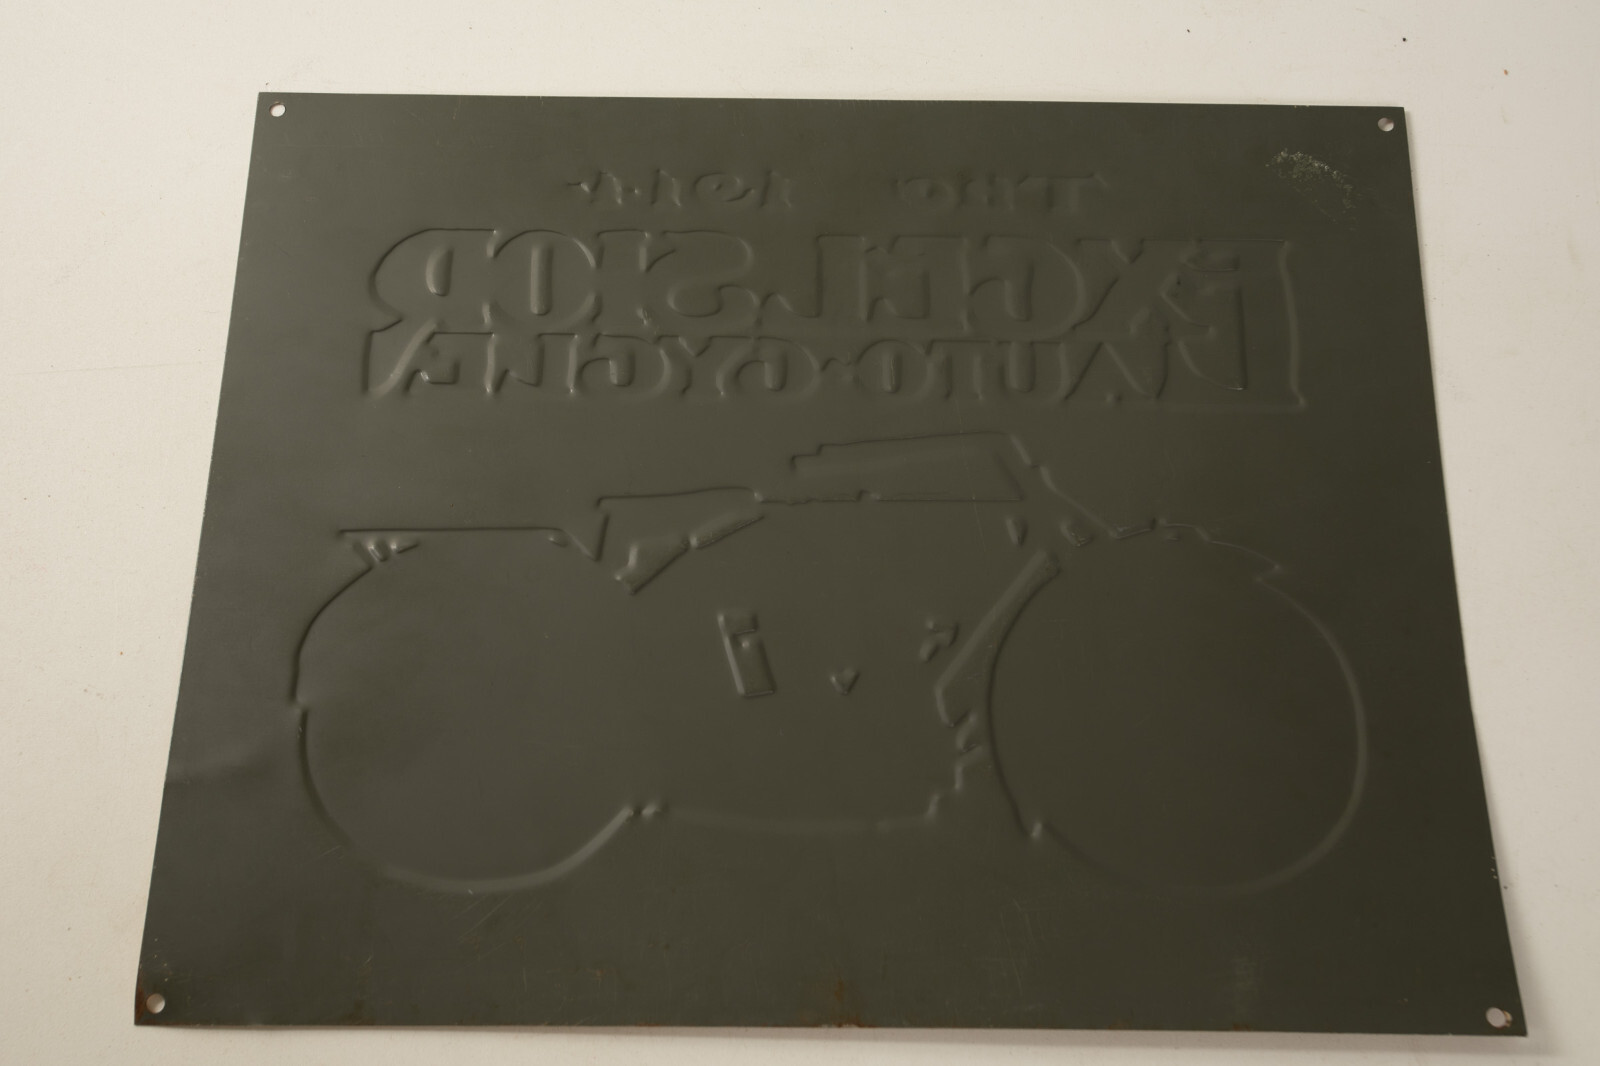 THE 1914
EXCELSIOR
AUTO-CYCLE